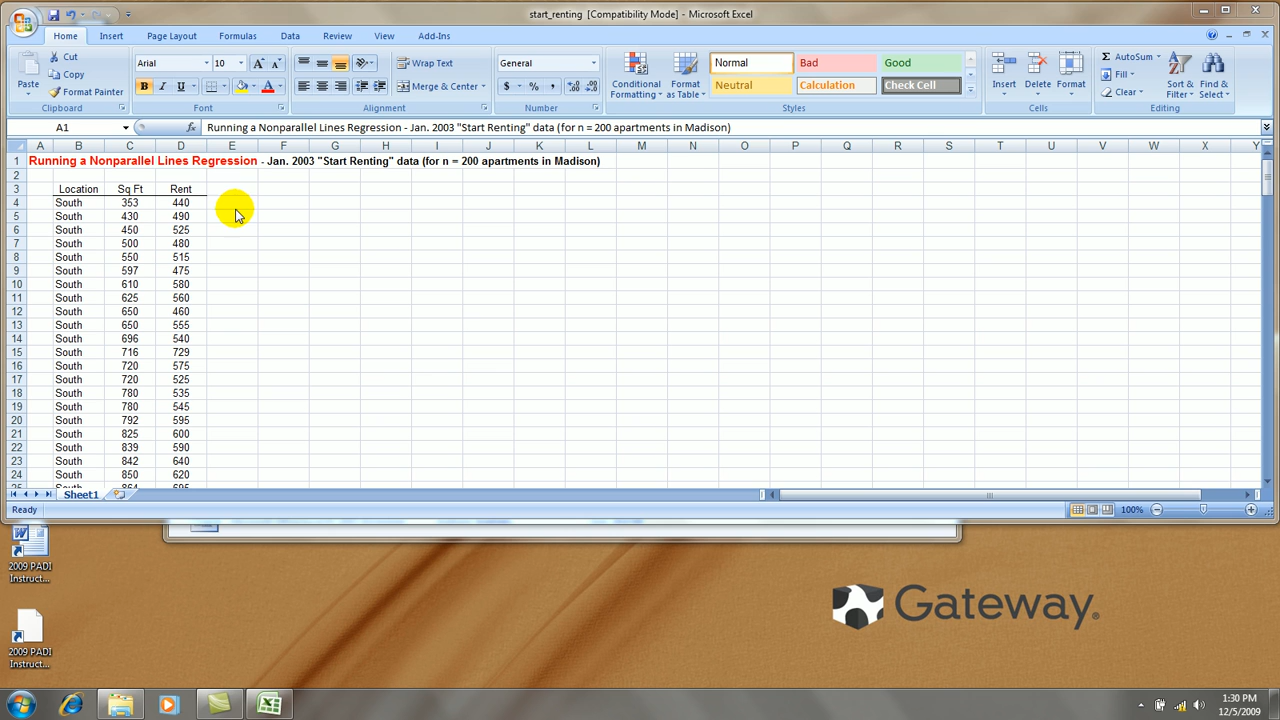 start_renting [Compatibility Mode] - Microsoft Excel
Home Insert Page Layout Formulas Data Review View Add-Ins
Paste
Cut
Copy
Format Painter
Clipboard
Arial 10
B I U
Font
Wrap Text
Merge & Center
Alignment
General
$ % ,
Number
Conditional Formatting
Format as Table
Normal Bad Good
Neutral Calculation Check Cell
Styles
Insert Delete Format
Cells
Σ AutoSum
Fill
Clear
Sort & Filter
Find & Select
Editing
A1 fx Running a Nonparallel Lines Regression - Jan. 2003 "Start Renting" data (for n = 200 apartments in Madison)
A B C D E F G H I J K L M N O P Q R S T U V W X Y
1 Running a Nonparallel Lines Regression - Jan. 2003 "Start Renting" data (for n = 200 apartments in Madison)
2
3 Location Sq Ft Rent
4 South 353 440
5 South 430 490
6 South 450 525
7 South 500 480
8 South 550 515
9 South 597 475
10 South 610 580
11 South 625 560
12 South 650 460
13 South 650 555
14 South 696 540
15 South 716 729
16 South 720 575
17 South 720 525
18 South 780 535
19 South 780 545
20 South 792 595
21 South 825 600
22 South 839 590
23 South 842 640
24 South 850 620
Sheet1
Ready 100%
2009 PADI
Instruct...
2009 PADI
Instruct...
Gateway
1:30 PM
12/5/2009